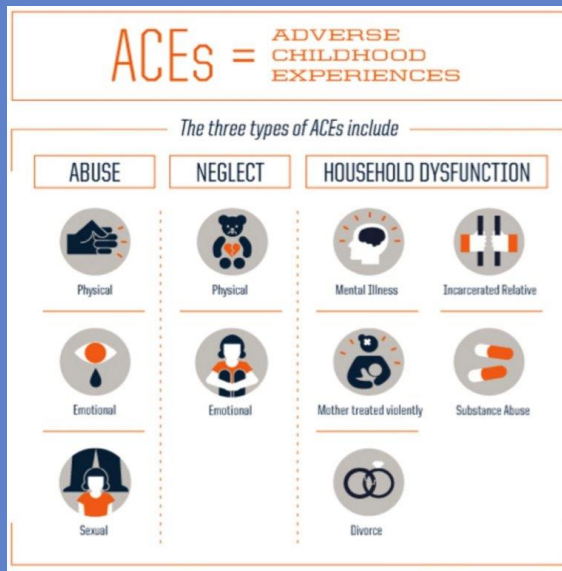 ACEs = ADVERSE
CHILDHOOD
EXPERIENCES
The three types of ACEs include
ABUSE
NEGLECT
HOUSEHOLD DYSFUNCTION
Physical
Physical
Mental Illness
Incarcerated Relative
Emotional
Emotional
Mother treated violently
Substance Abuse
Sexual
Divorce